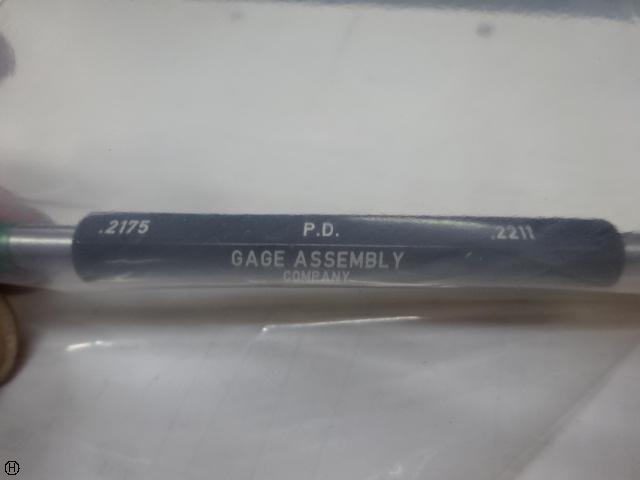 .2175 P.D. .2211
GAGE ASSEMBLY
COMPANY
H